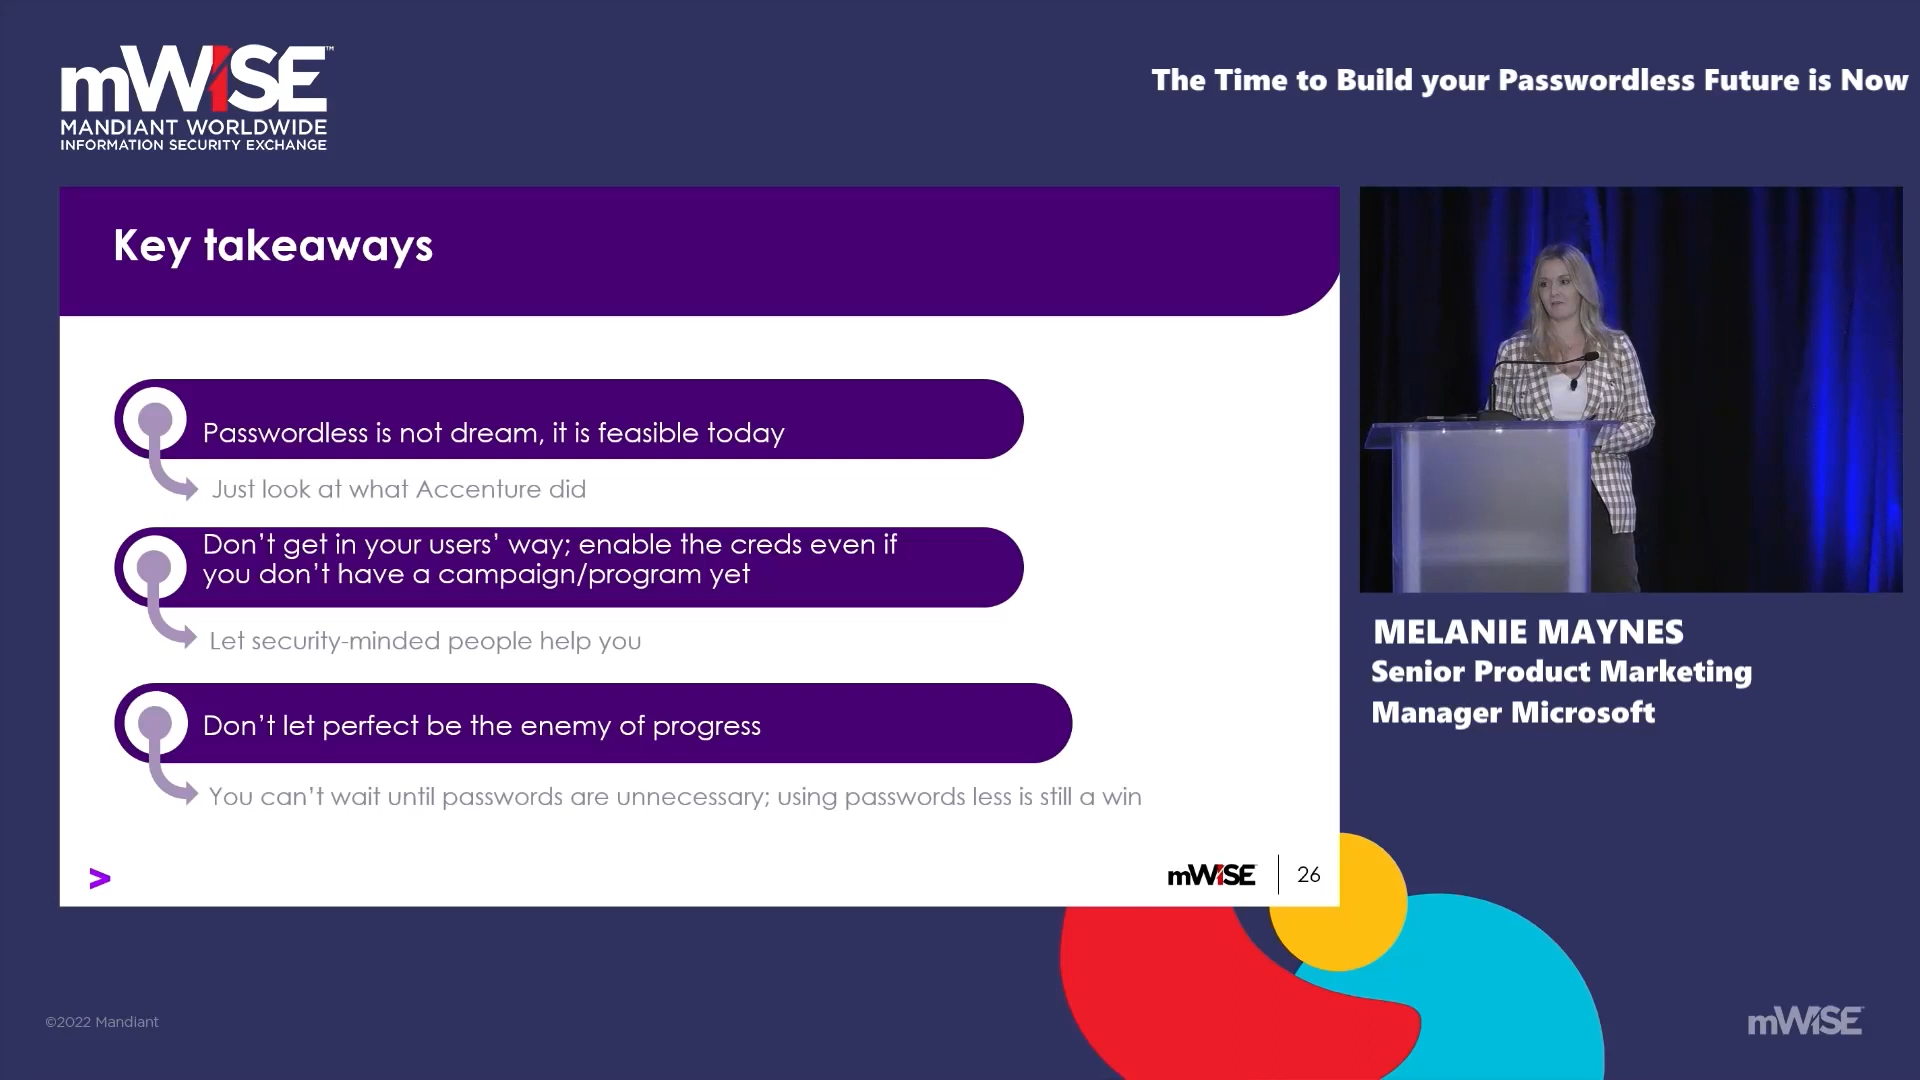 mWISE™
MANDIANT WORLDWIDE
INFORMATION SECURITY EXCHANGE
The Time to Build your Passwordless Future is Now
Key takeaways
Passwordless is not dream, it is feasible today
Just look at what Accenture did
Don't get in your users' way; enable the creds even if
you don't have a campaign/program yet
Let security-minded people help you
Don't let perfect be the enemy of progress
You can't wait until passwords are unnecessary; using passwords less is still a win
>
mWISE
26
MELANIE MAYNES
Senior Product Marketing
Manager Microsoft
©2022 Mandiant
mWISE